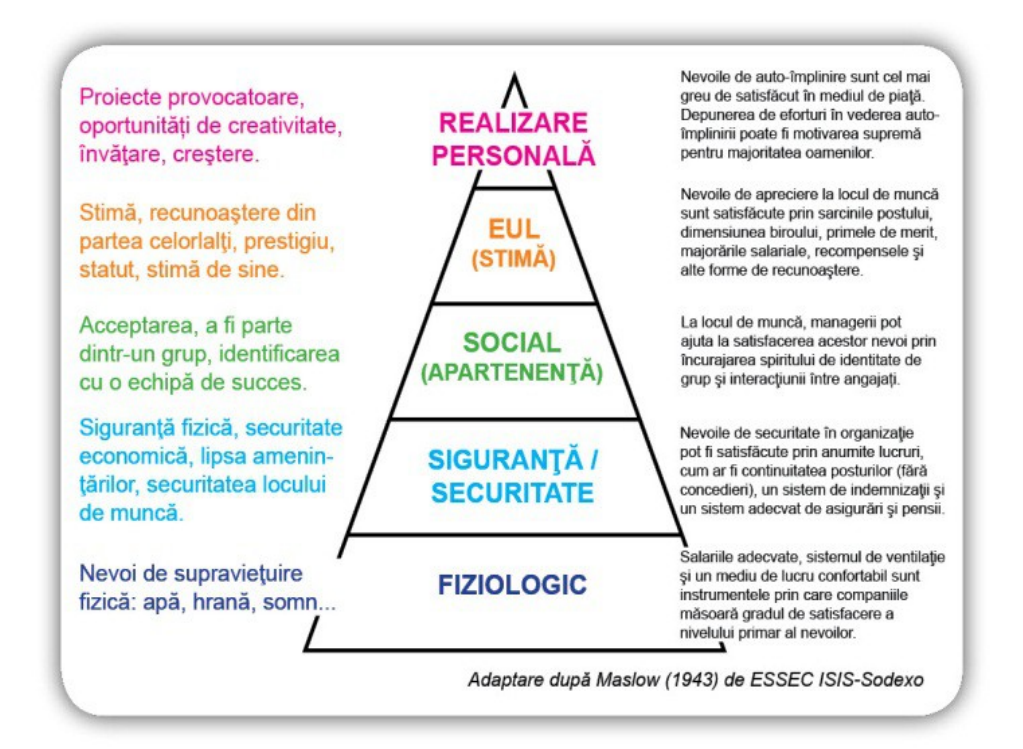 Proiecte provocatoare,
oportunități de creativitate,
învăţare, creştere.
REALIZARE
PERSONALĂ
Nevoile de auto-împlinire sunt cel mai
greu de satisfăcut în mediul de piaţă.
Depunerea de eforturi în vederea auto-
împlinirii poate fi motivarea supremă
pentru majoritatea oamenilor.
Stimă, recunoaştere din
partea celorlalţi, prestigiu,
statut, stimă de sine.
EUL
(STIMĂ)
Nevoile de apreciere la locul de muncă
sunt satisfăcute prin sarcinile postului,
dimensiunea biroului, primele de merit,
majorările salariale, recompensele şi
alte forme de recunoaştere.
Acceptarea, a fi parte
dintr-un grup, identificarea
cu o echipă de succes.
SOCIAL
(APARTENENŢĂ)
La locul de muncă, managerii pot
ajuta la satisfacerea acestor nevoi prin
încurajarea spiritului de identitate de
grup şi interacţiunii între angajaţi.
Siguranţă fizică, securitate
economică, lipsa amenin-
ţărilor, securitatea locului
de muncă.
SIGURANŢĂ /
SECURITATE
Nevoile de securitate în organizaţie
pot fi satisfăcute prin anumite lucruri,
cum ar fi continuitatea posturilor (fără
concedieri), un sistem de indemnizaţii şi
un sistem adecvat de asigurări şi pensii.
Nevoi de supravieţuire
fizică: apă, hrană, somn...
FIZIOLOGIC
Salariile adecvate, sistemul de ventilaţie
şi un mediu de lucru confortabil sunt
instrumentele prin care companiile
măsoară gradul de satisfacere a
nivelului primar al nevoilor.
Adaptare după Maslow (1943) de ESSEC ISIS-Sodexo